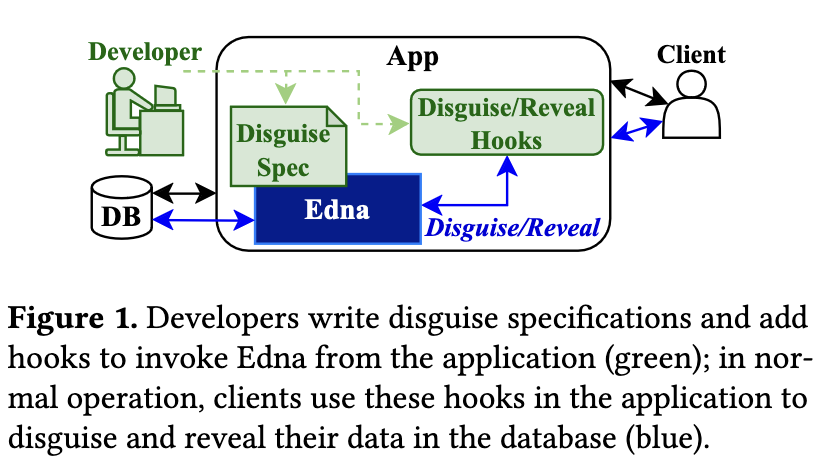 Developer
App
Client
Disguise
Spec
Disguise/Reveal
Hooks
DB
Edna
Disguise/Reveal
Figure 1. Developers write disguise specifications and add
hooks to invoke Edna from the application (green); in nor-
mal operation, clients use these hooks in the application to
disguise and reveal their data in the database (blue).